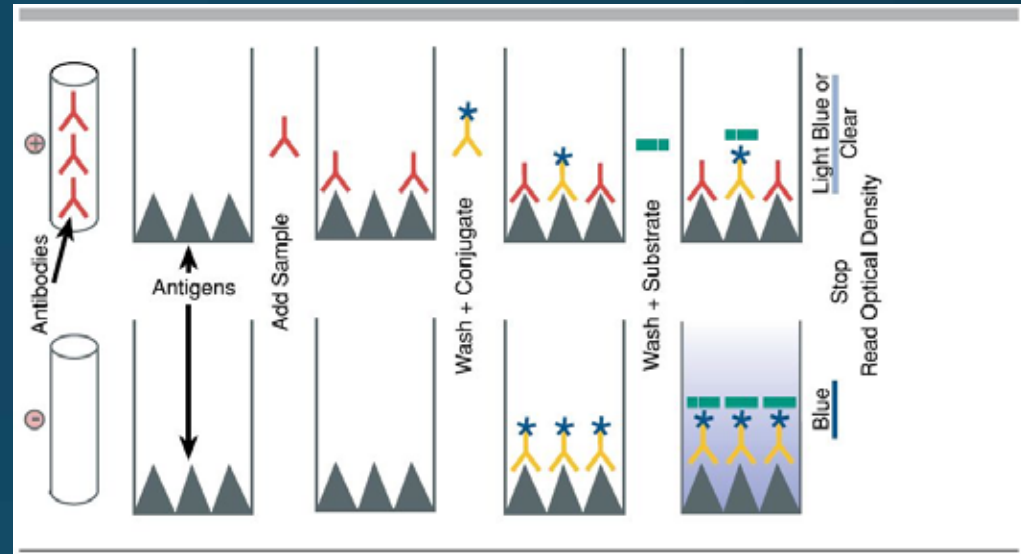 +
Antibodies
Antigens
Add Sample
Wash + Conjugate
Wash + Substrate
Light Blue or
Clear
Stop
Read Optical Density
-
Blue